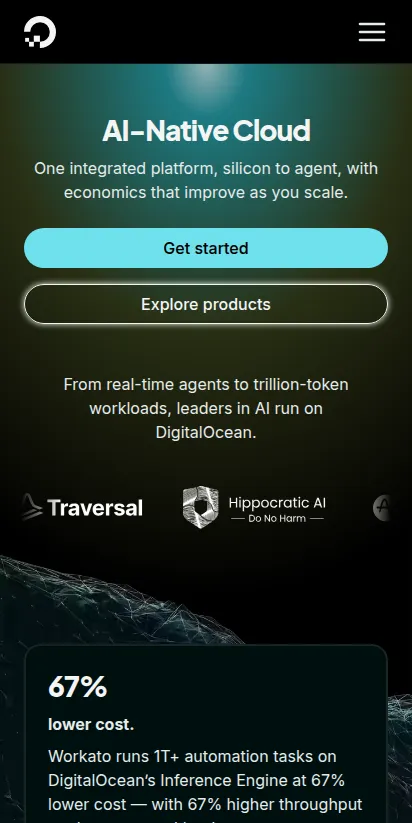 AI-Native Cloud
One integrated platform, silicon to agent, with
economics that improve as you scale.
Get started
Explore products
From real-time agents to trillion-token
workloads, leaders in AI run on
DigitalOcean.
Traversal
Hippocratic AI
Do No Harm
67%
lower cost.
Workato runs 1T+ automation tasks on
DigitalOcean's Inference Engine at 67%
lower cost — with 67% higher throughput